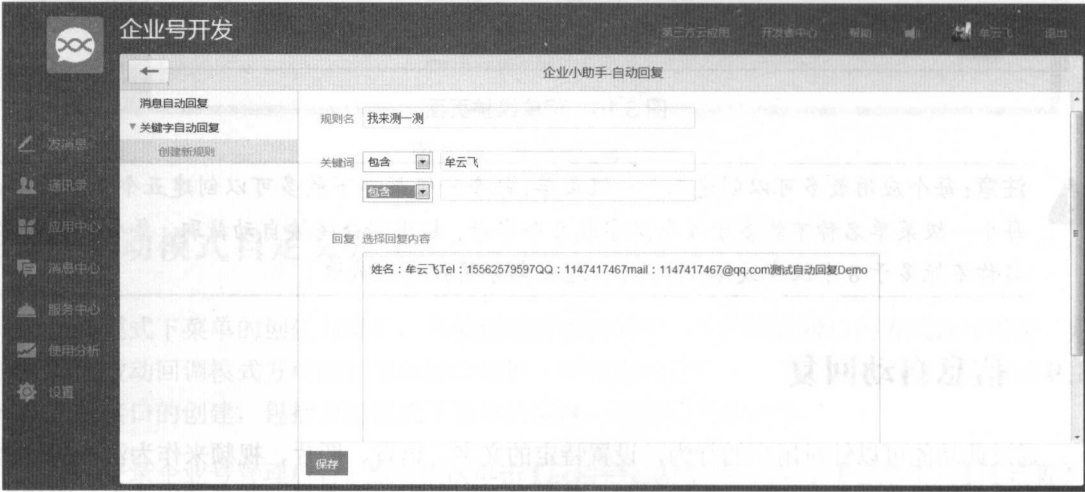 企业号开发
第三方云应用 开发者中心 帮助 牟云飞 退出
企业小助手-自动回复
消息自动回复
关键字自动回复
创建新规则
发消息
通讯录
应用中心
消息中心
服务中心
使用分析
设置
规则名 我来测一测
关键词 包含 牟云飞
包含
回复 选择回复内容
姓名：牟云飞Tel：15562579597QQ：1147417467mail：1147417467@qq.com测试自动回复Demo
保存